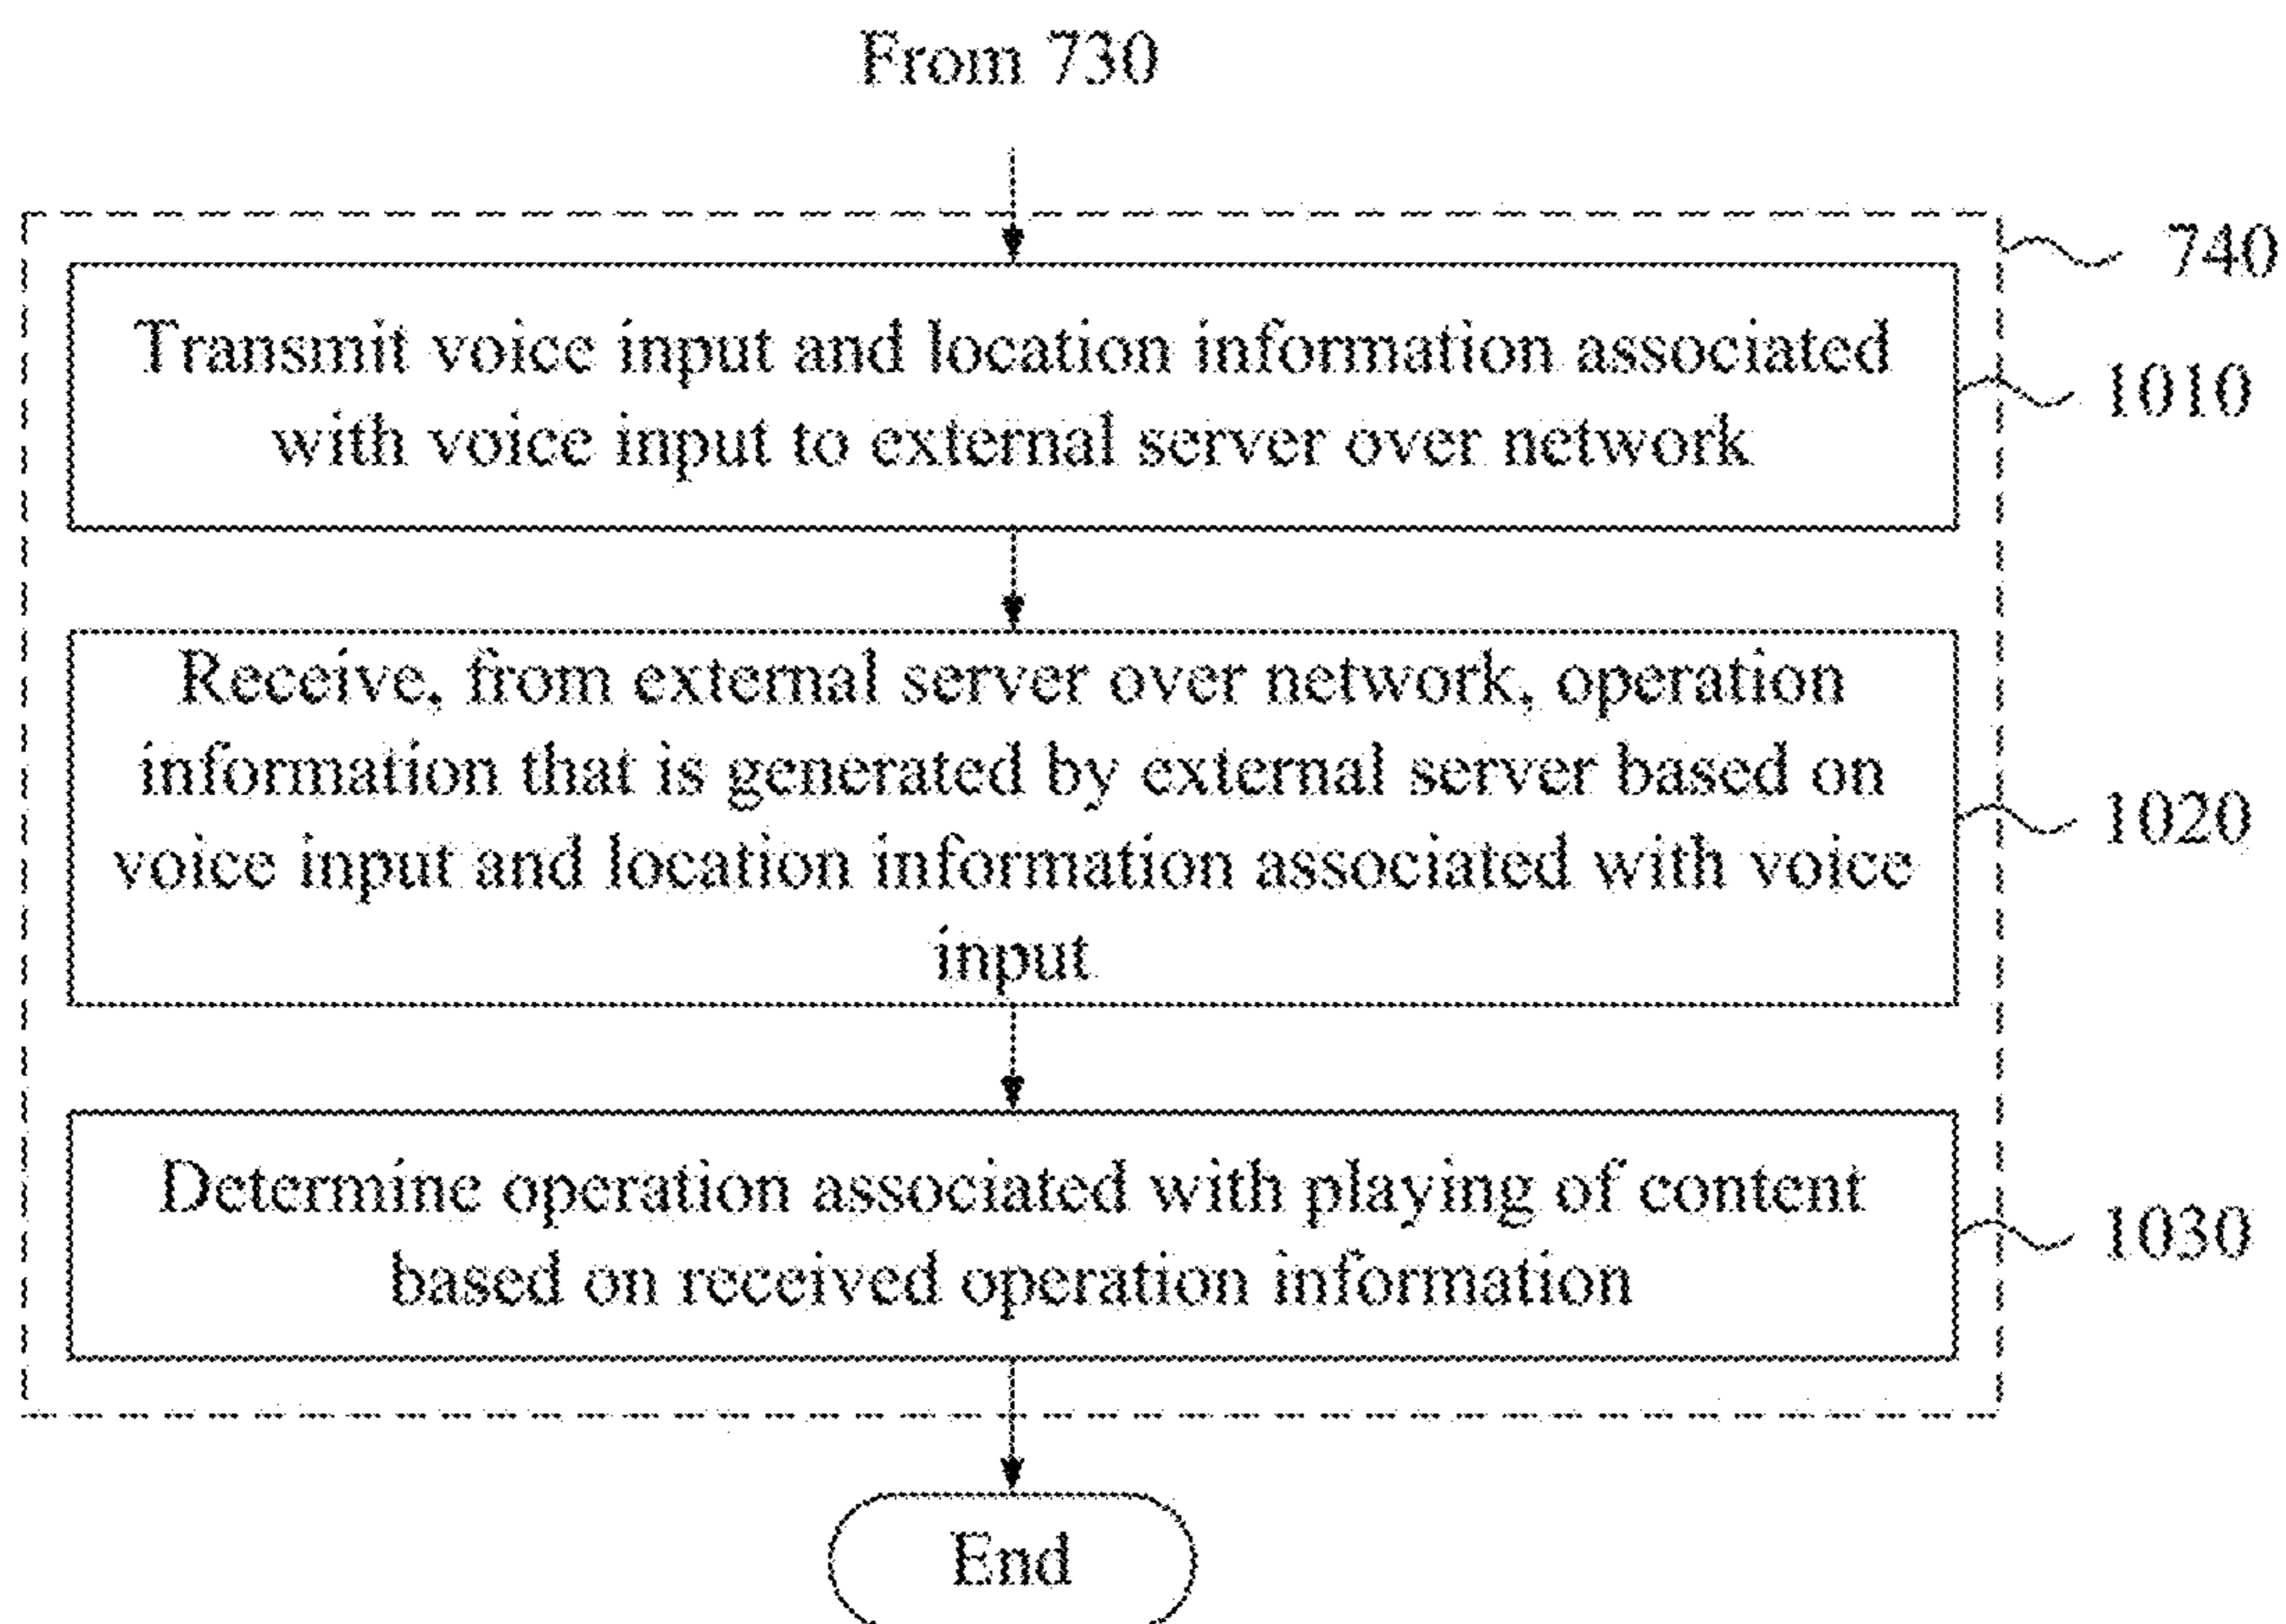 From 730
740
Transmit voice input and location information associated
with voice input to external server over network
1010
Receive, from external server over network, operation
information that is generated by external server based on
voice input and location information associated with voice
input
1020
Determine operation associated with playing of content
based on received operation information
1030
End